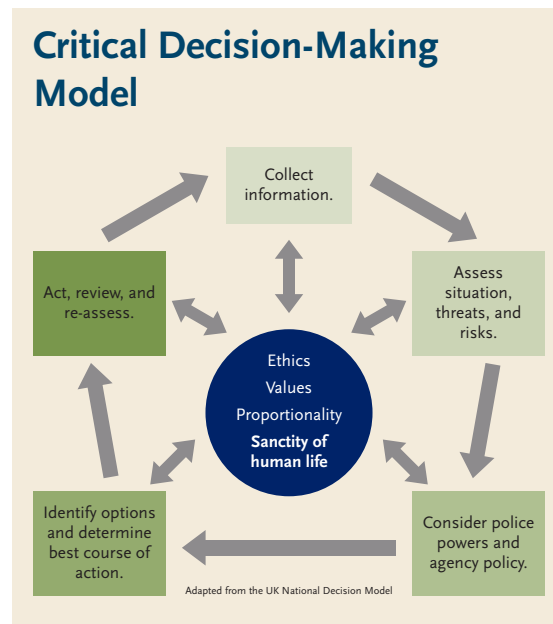 Critical Decision-Making
Model
Collect
information.
Act, review, and
re-assess.
Assess
situation,
threats, and
risks.
Ethics
Values
Proportionality
Sanctity of
human life
Identify options
and determine
best course of
action.
Consider police
powers and
agency policy.
Adapted from the UK National Decision Model